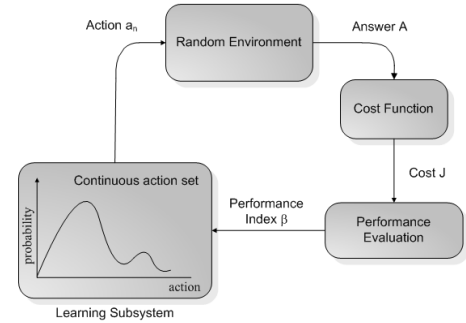 Action aₙ
Random Environment
Answer A
Cost Function
Cost J
Continuous action set
probability
action
Performance
Index β
Performance
Evaluation
Learning Subsystem